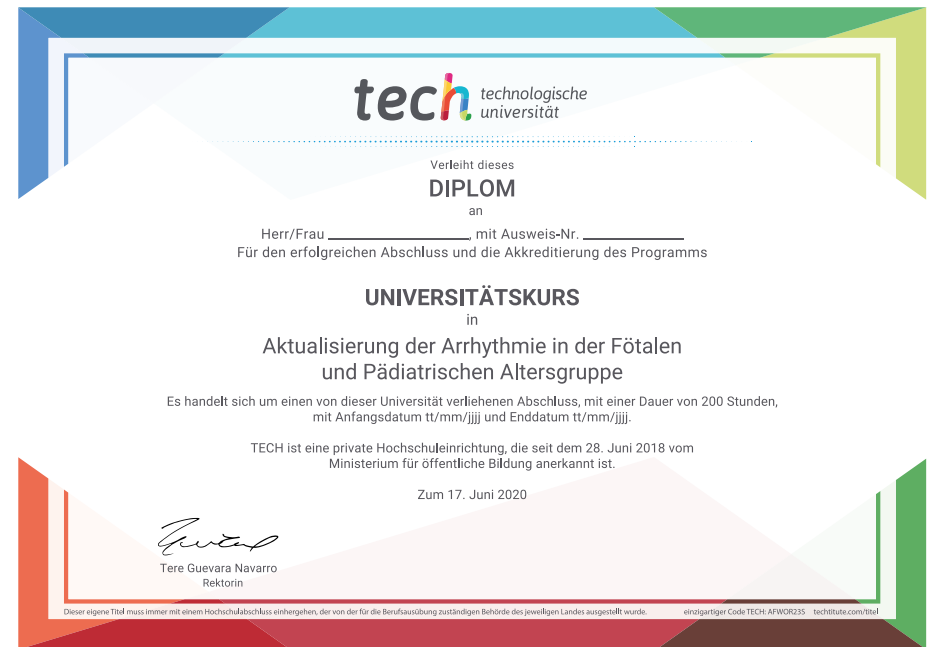 tech technologische
universität
Verleiht dieses
DIPLOM
an
Herr/Frau ____________, mit Ausweis-Nr. ____________
Für den erfolgreichen Abschluss und die Akkreditierung des Programms
UNIVERSITÄTSKURS
in
Aktualisierung der Arrhythmie in der Fötalen
und Pädiatrischen Altersgruppe
Es handelt sich um einen von dieser Universität verliehenen Abschluss, mit einer Dauer von 200 Stunden,
mit Anfangsdatum tt/mm/jjjj und Enddatum tt/mm/jjjj.
TECH ist eine private Hochschuleinrichtung, die seit dem 28. Juni 2018 vom
Ministerium für öffentliche Bildung anerkannt ist.
Zum 17. Juni 2020
Tere Guevara Navarro
Rektorin
Dieser eigene Titel muss immer mit einem Hochschulabschluss einhergehen, der von der für die Berufsausübung zuständigen Behörde des jeweiligen Landes ausgestellt wurde. einzigartiger Code TECH: AFWOR23S techtitute.com/titel